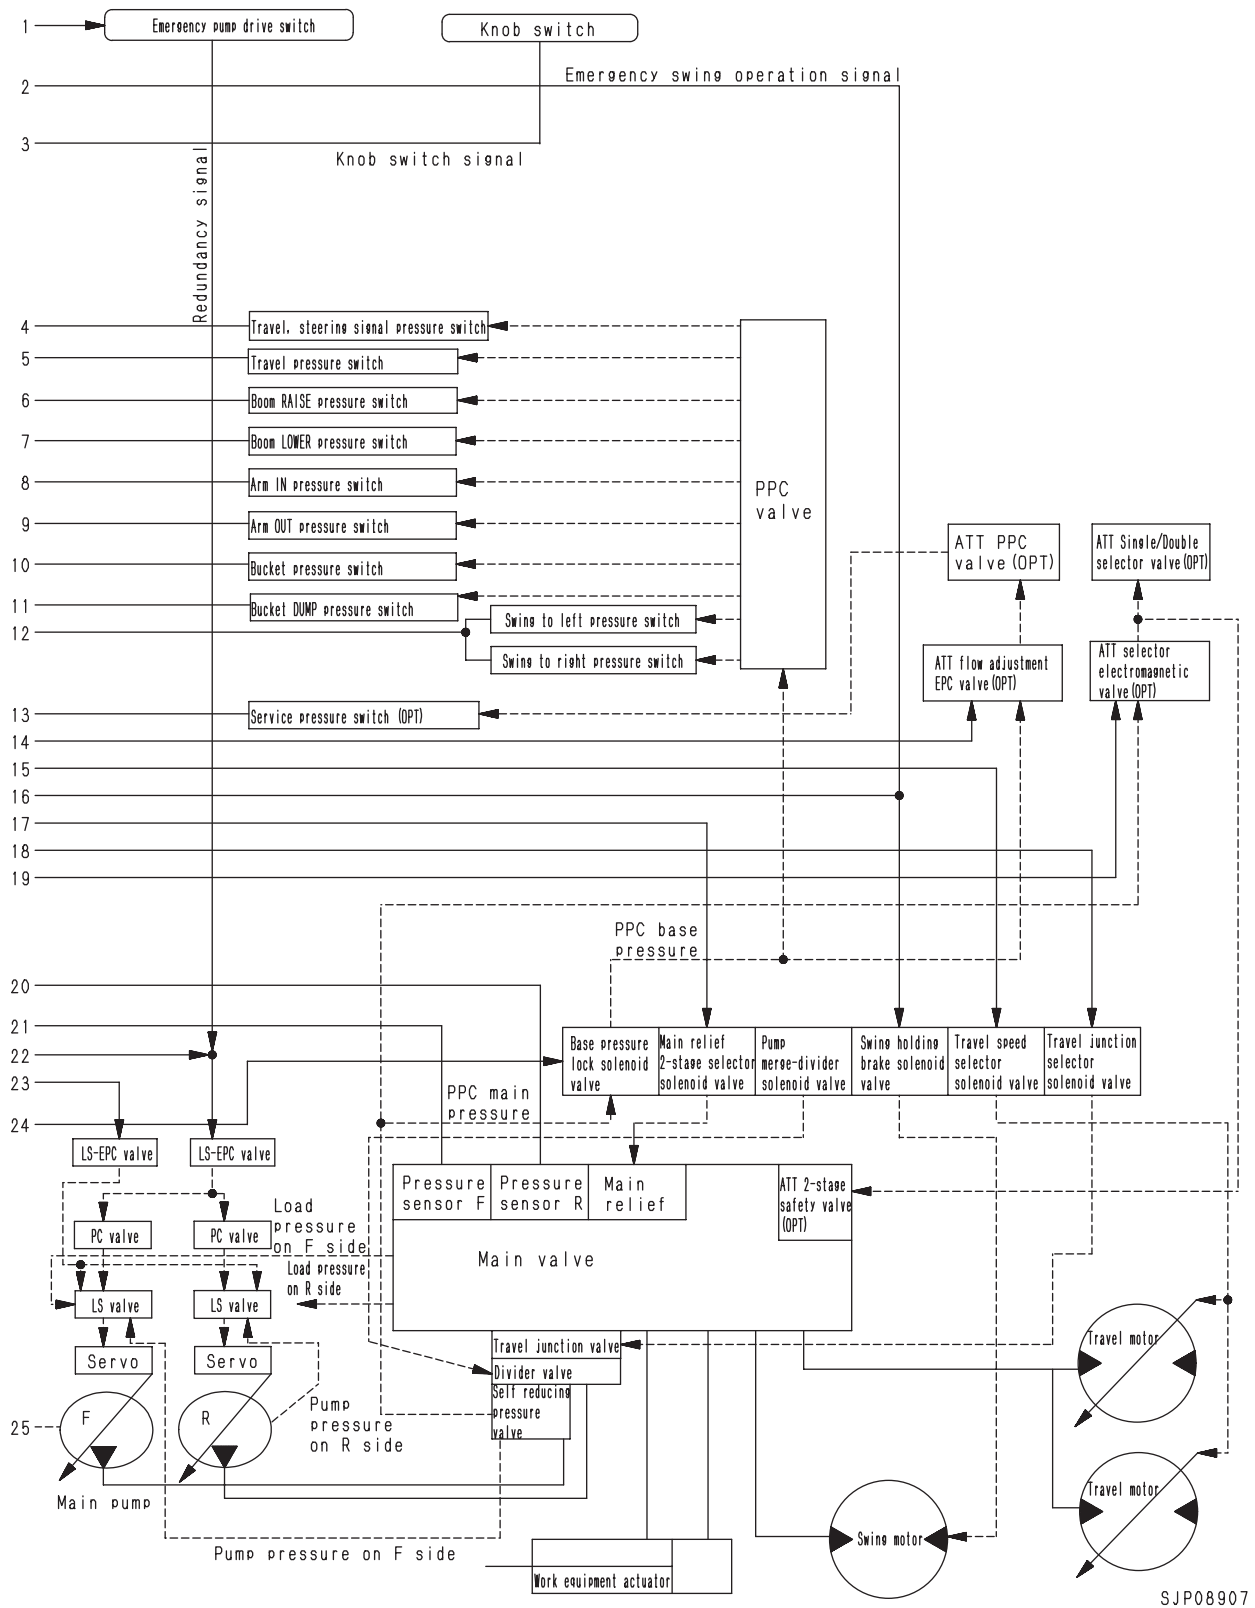 1
Emergency pump drive switch
Knob switch
Emergency swing operation signal
2
3
Knob switch signal
Redundancy signal
4
Travel, steering signal pressure switch
5
Travel pressure switch
6
Boom RAISE pressure switch
7
Boom LOWER pressure switch
8
Arm IN pressure switch
9
Arm OUT pressure switch
10
Bucket pressure switch
11
Bucket DUMP pressure switch
12
Swing to left pressure switch
Swing to right pressure switch
PPC
valve
ATT PPC
valve (OPT)
ATT Single/Double
selector valve (OPT)
ATT flow adjustment
EPC valve (OPT)
ATT selector
electromagnetic
valve (OPT)
13
Service pressure switch (OPT)
14
15
16
17
18
19
PPC base
pressure
20
21
22
23
24
Base pressure
lock solenoid
valve
Main relief
2-stage selector
solenoid valve
Pump
merge-divider
solenoid valve
Swing holding
brake solenoid
valve
Travel speed
selector
solenoid valve
Travel junction
selector
solenoid valve
PPC main
pressure
LS-EPC valve
LS-EPC valve
Pressure
sensor F
Pressure
sensor R
Main
relief
ATT 2-stage
safety valve
(OPT)
PC valve
PC valve
Load
pressure
on F side
Main valve
Load pressure
on R side
LS valve
LS valve
Servo
Servo
Travel junction valve
Divider valve
Self reducing
pressure
valve
Travel motor
25
F
R
Pump
pressure
on R side
Main pump
Travel motor
Pump pressure on F side
Swing motor
Work equipment actuator
SJP08907